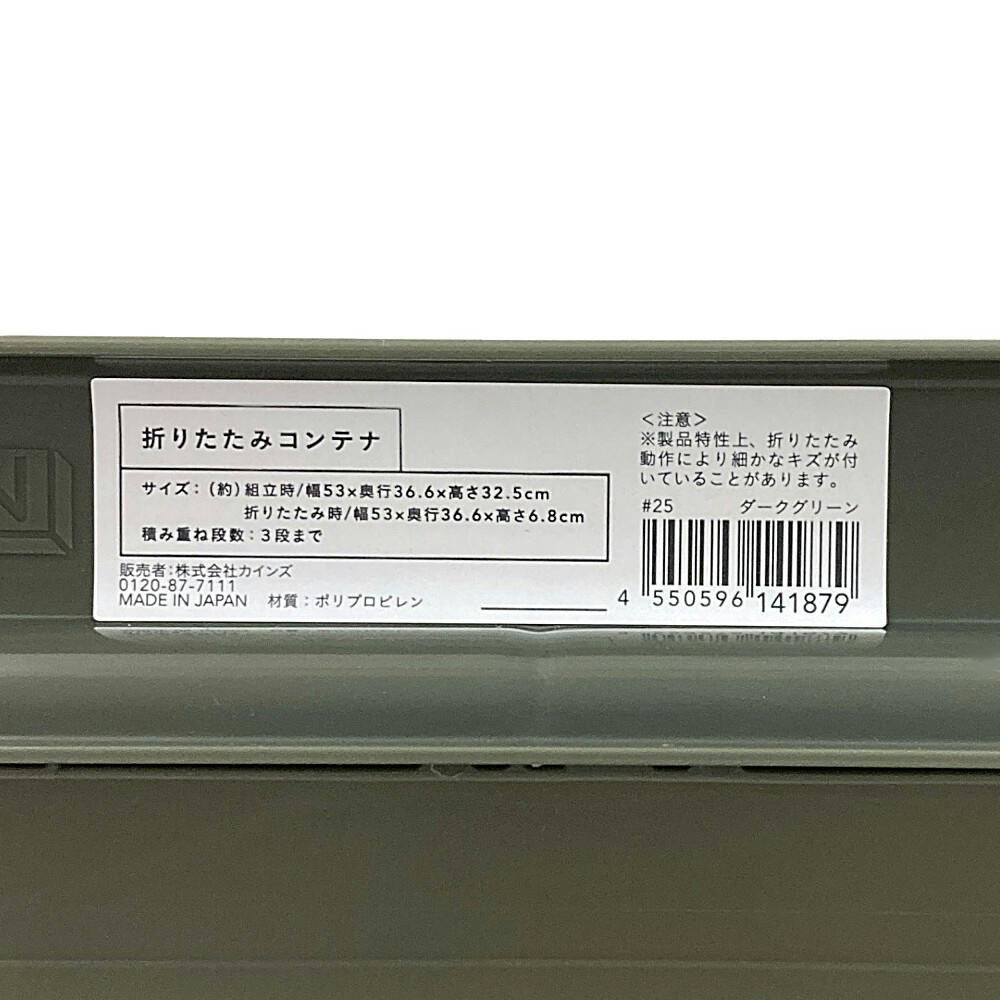 折りたたみコンテナ
サイズ：(約)組立時/幅53×奥行36.6×高さ32.5cm
折りたたみ時/幅53×奥行36.6×高さ6.8cm
積み重ね段数：3段まで
販売者：株式会社カインズ
0120-87-7111
MADE IN JAPAN 材質：ポリプロピレン
＜注意＞
※製品特性上、折りたたみ
動作により細かなキズが付
いていることがあります。
#25 ダークグリーン
4 550596 141879
N